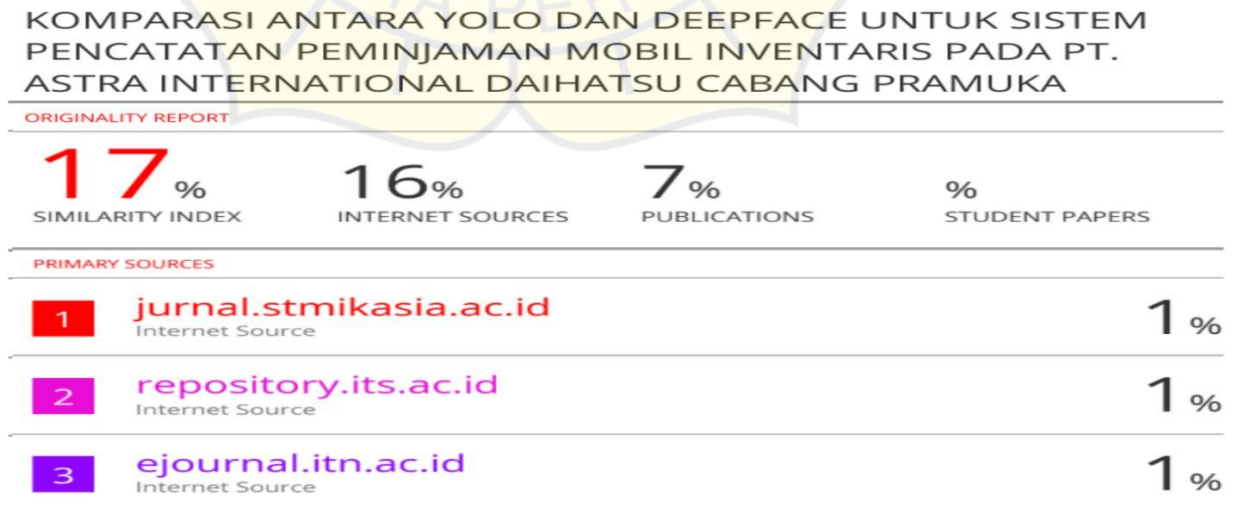 KOMPARASI ANTARA YOLO DAN DEEPFACE UNTUK SISTEM
PENCATATAN PEMINJAMAN MOBIL INVENTARIS PADA PT.
ASTRA INTERNATIONAL DAIHATSU CABANG PRAMUKA
ORIGINALITY REPORT
17% 16% 7% %
SIMILARITY INDEX INTERNET SOURCES PUBLICATIONS STUDENT PAPERS
PRIMARY SOURCES
1 jurnal.stmikasia.ac.id 1%
Internet Source
2 repository.its.ac.id 1%
Internet Source
3 ejournal.itn.ac.id 1%
Internet Source